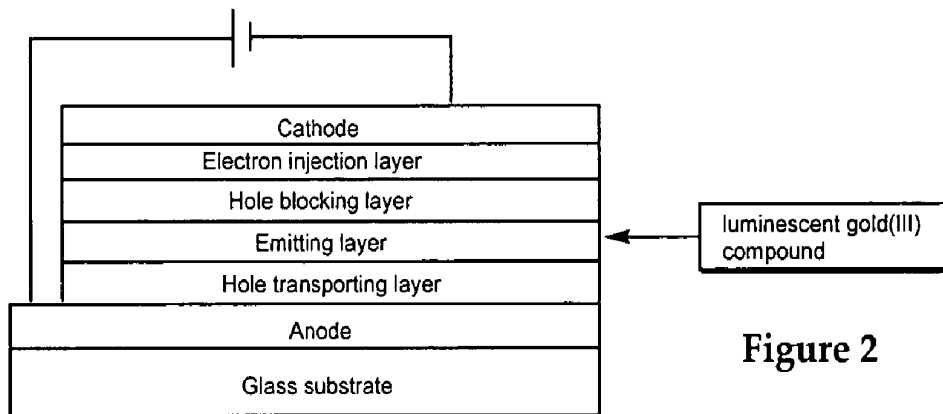 Cathode
Electron injection layer
Hole blocking layer
Emitting layer
Hole transporting layer
Anode
Glass substrate
luminescent gold(III)
compound
Figure 2